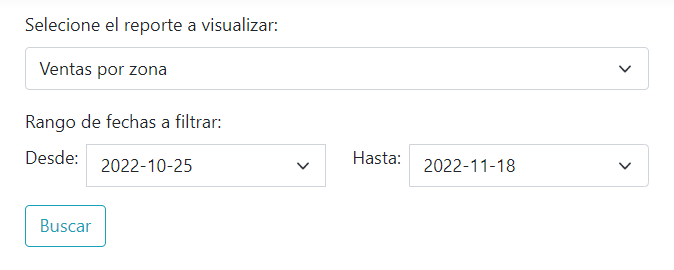 Selecione el reporte a visualizar:
Ventas por zona
Rango de fechas a filtrar:
Desde: 2022-10-25 Hasta: 2022-11-18
Buscar